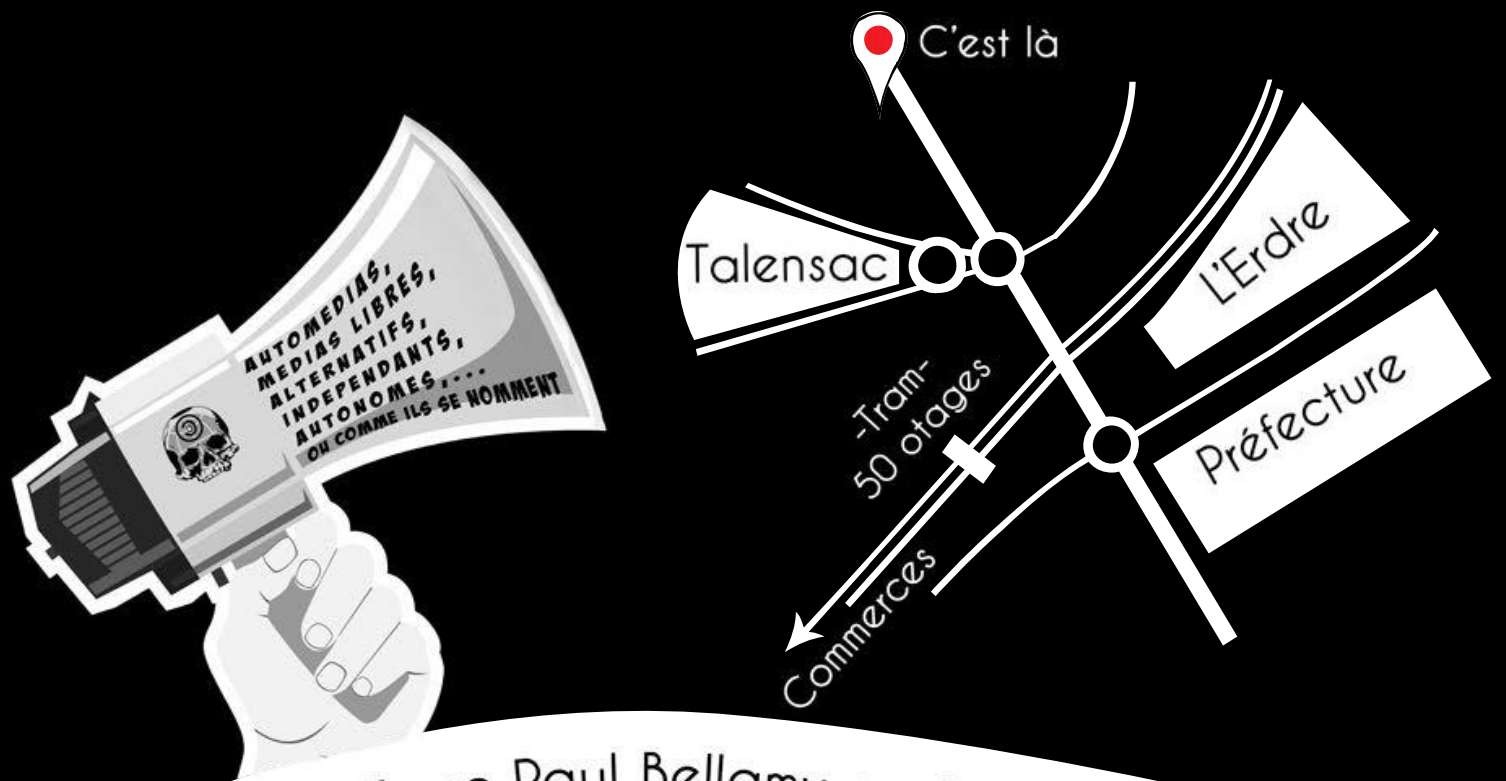 C'est là
Talensac
L'Erdre
Préfecture
-Tram-
50 otages
Commerces
AUTOMEDIAS,
MEDIAS LIBRES,
ALTERNATIFS,
INDEPENDANTS,
AUTONOMES,...
OU COMME ILS SE NOMMENT
Paul Bellamy